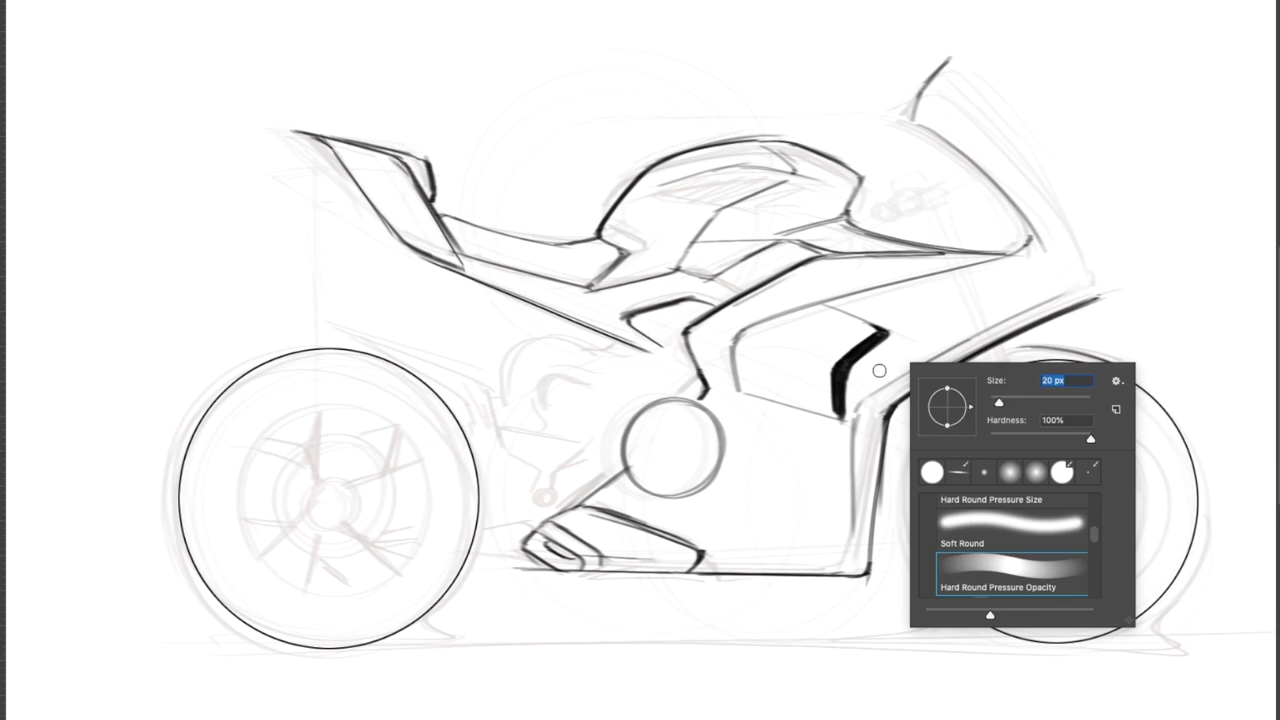 Size:
20 px
Hardness:
100%
Hard Round Pressure Size
Soft Round
Hard Round Pressure Opacity